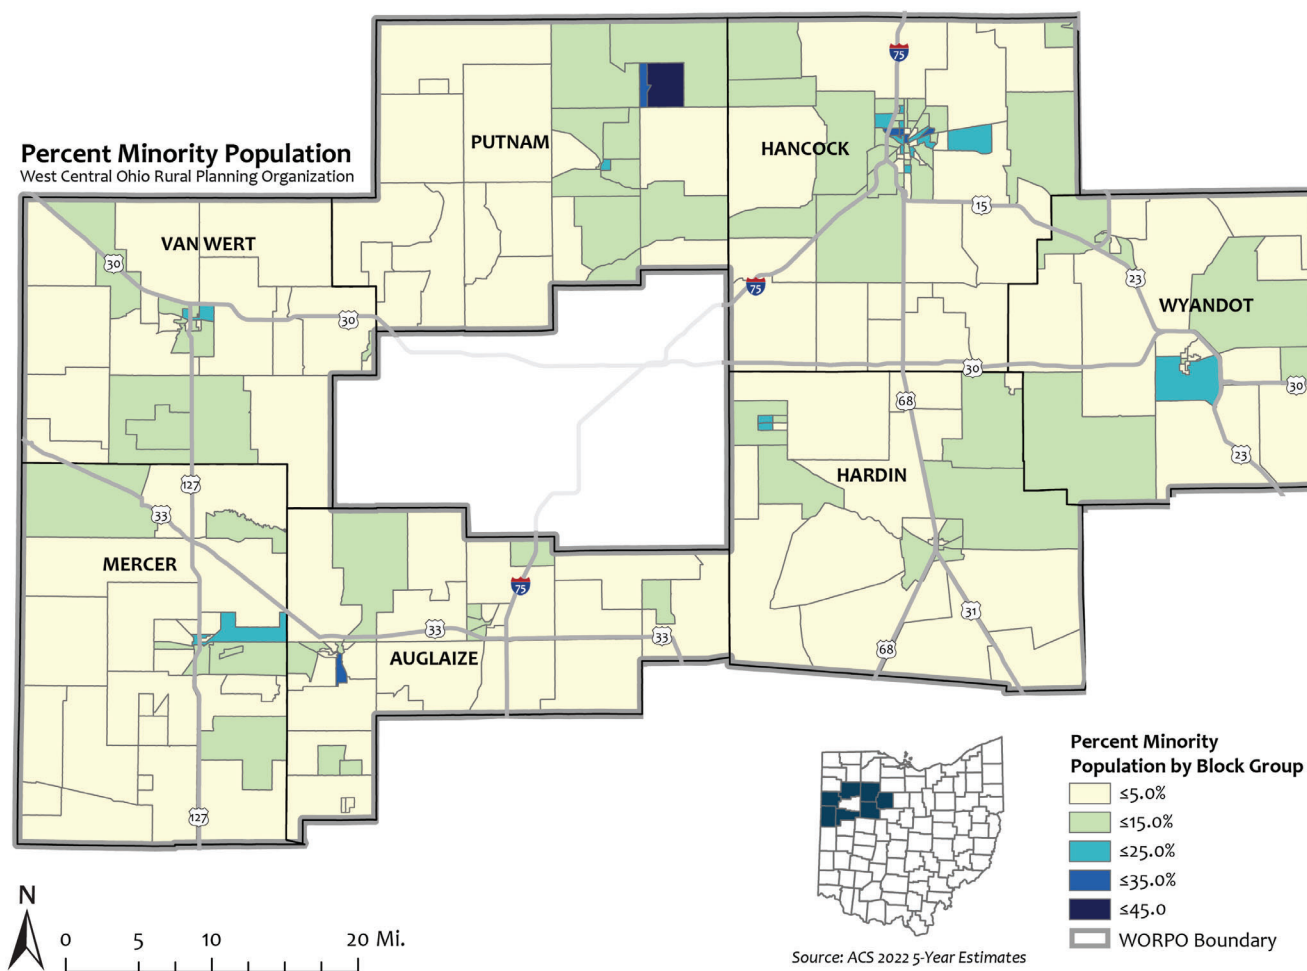 Percent Minority Population
West Central Ohio Rural Planning Organization
PUTNAM
HANCOCK
75
15
VAN WERT
30
30
75
23
WYANDOT
30
30
68
23
HARDIN
127
33
MERCER
75
33
33
AUGLAIZE
31
68
127
Percent Minority
Population by Block Group
≤5.0%
≤15.0%
≤25.0%
≤35.0%
≤45.0
WORPO Boundary
N
0 5 10 20 Mi.
Source: ACS 2022 5-Year Estimates